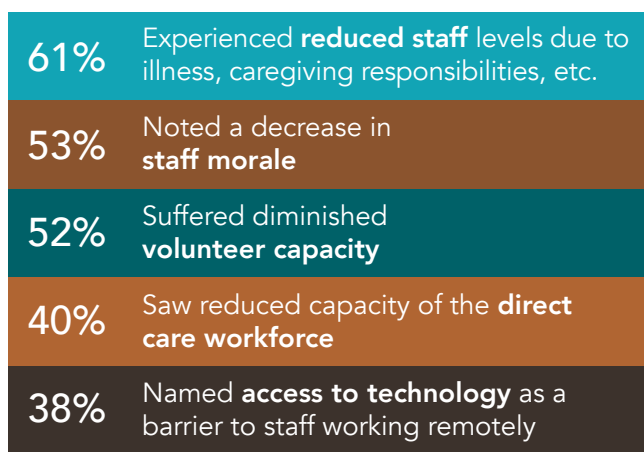 61%
Experienced reduced staff levels due to
illness, caregiving responsibilities, etc.
53%
Noted a decrease in
staff morale
52%
Suffered diminished
volunteer capacity
40%
Saw reduced capacity of the direct
care workforce
38%
Named access to technology as a
barrier to staff working remotely